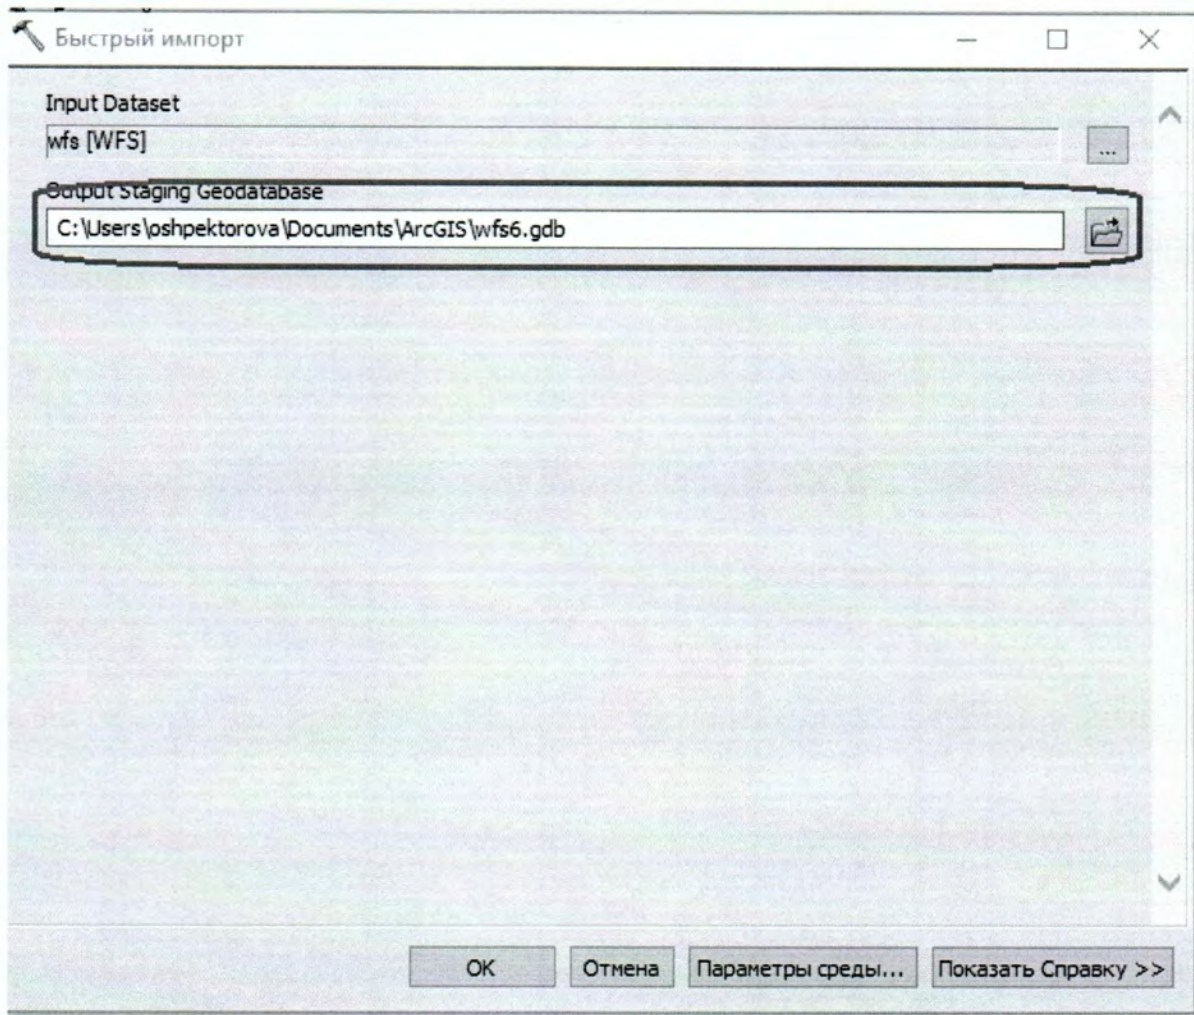 Быстрый импорт
Input Dataset
wfs [WFS]
...
Output Staging Geodatabase
C:\Users\oshpektorova\Documents\ArcGIS\wfs6.gdb
OK
Отмена
Параметры среды...
Показать Справку >>